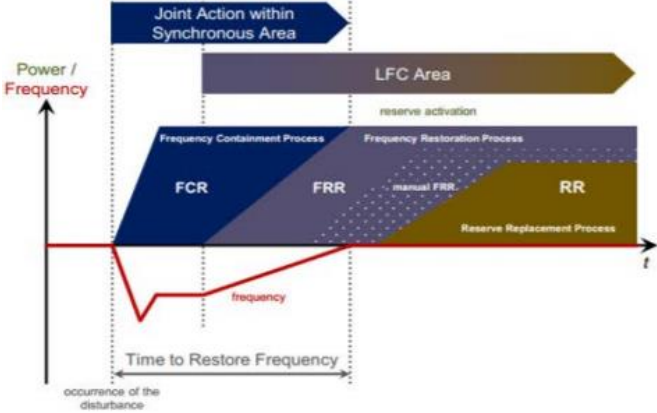 Joint Action within
Synchronous Area
LFC Area
Power /
Frequency
reserve activation
Frequency Containment Process
Frequency Restoration Process
FCR
FRR
manual FRR
RR
Reserve Replacement Process
t
frequency
Time to Restore Frequency
occurrence of the
disturbance